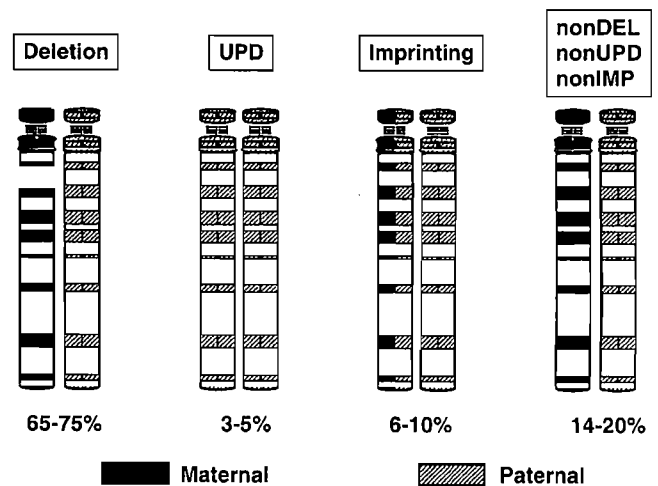 Deletion
UPD
Imprinting
nonDEL
nonUPD
nonIMP
65-75%
3-5%
6-10%
14-20%
Maternal
Paternal